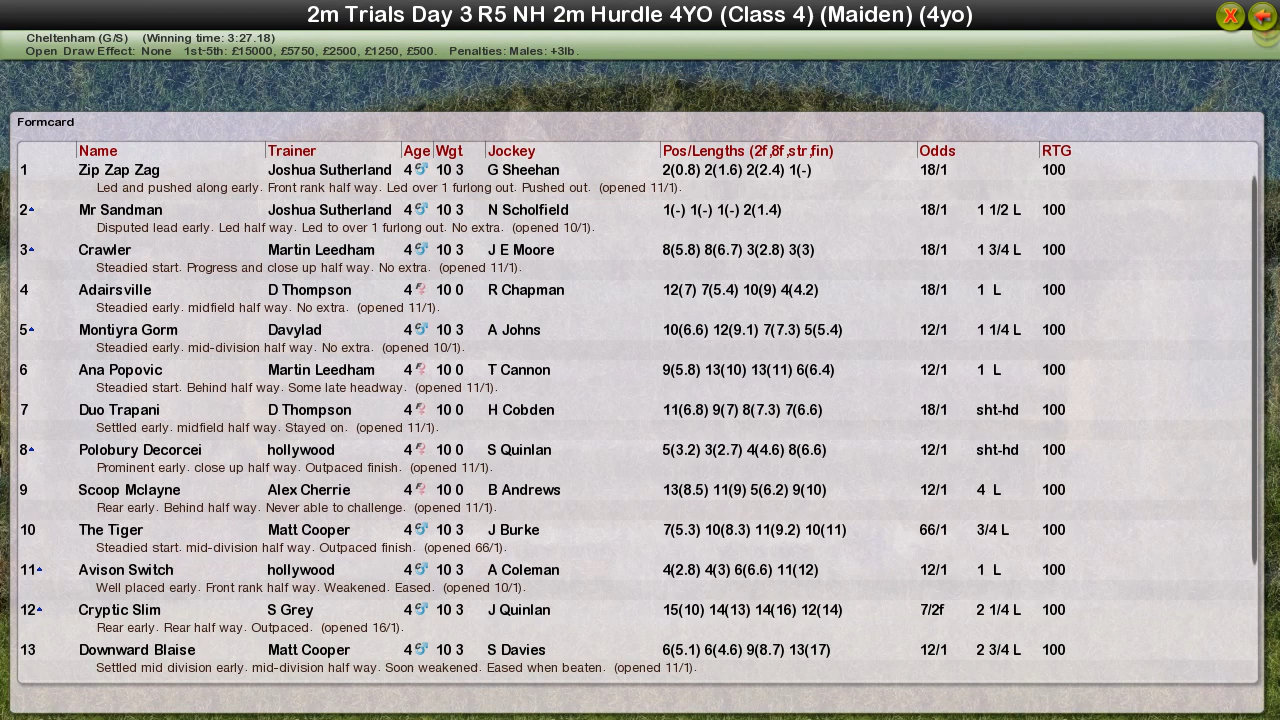 2m Trials Day 3 R5 NH 2m Hurdle 4YO (Class 4) (Maiden) (4yo)
Cheltenham (G/S) (Winning time: 3:27.18)
Open Draw Effect: None 1st-5th: £15000, £5750, £2500, £1250, £500. Penalties: Males: +3lb.
Formcard
Name Trainer Age Wgt Jockey Pos/Lengths (2f,8f,str,fin) Odds RTG
1 Zip Zap Zag Joshua Sutherland 4 10 3 G Sheehan 2(0.8) 2(1.6) 2(2.4) 1(-) 18/1 100
Led and pushed along early. Front rank half way. Led over 1 furlong out. Pushed out. (opened 11/1).
2 Mr Sandman Joshua Sutherland 4 10 3 N Scholfield 1(-) 1(-) 1(-) 2(1.4) 18/1 1 1/2 L 100
Disputed lead early. Led half way. Led to over 1 furlong out. No extra. (opened 10/1).
3 Crawler Martin Leedham 4 10 3 J E Moore 8(5.8) 8(6.7) 3(2.8) 3(3) 18/1 1 3/4 L 100
Steadied start. Progress and close up half way. No extra. (opened 11/1).
4 Adairsville D Thompson 4 10 0 R Chapman 12(7) 7(5.4) 10(9) 4(4.2) 18/1 1 L 100
Steadied early. midfield half way. No extra. (opened 11/1).
5 Montiyra Gorm Davylad 4 10 3 A Johns 10(6.6) 12(9.1) 7(7.3) 5(5.4) 12/1 1 1/4 L 100
Steadied early. mid-division half way. No extra. (opened 10/1).
6 Ana Popovic Martin Leedham 4 10 0 T Cannon 9(5.8) 13(10) 13(11) 6(6.4) 12/1 1 L 100
Steadied start. Behind half way. Some late headway. (opened 11/1).
7 Duo Trapani D Thompson 4 10 0 H Cobden 11(6.8) 9(7) 8(7.3) 7(6.6) 18/1 sht-hd 100
Settled early. midfield half way. Stayed on. (opened 11/1).
8 Polobury Decorcei hollywood 4 10 0 S Quinlan 5(3.2) 3(2.7) 4(4.6) 8(6.6) 12/1 sht-hd 100
Prominent early. close up half way. Outpaced finish. (opened 11/1).
9 Scoop Mclayne Alex Cherrie 4 10 0 B Andrews 13(8.5) 11(9) 5(6.2) 9(10) 12/1 4 L 100
Rear early. Behind half way. Never able to challenge. (opened 11/1).
10 The Tiger Matt Cooper 4 10 3 J Burke 7(5.3) 10(8.3) 11(9.2) 10(11) 66/1 3/4 L 100
Steadied start. mid-division half way. Outpaced finish. (opened 66/1).
11 Avison Switch hollywood 4 10 3 A Coleman 4(2.8) 4(3) 6(6.6) 11(12) 12/1 1 L 100
Well placed early. Front rank half way. Weakened. Eased. (opened 10/1).
12 Cryptic Slim S Grey 4 10 3 J Quinlan 15(10) 14(13) 14(16) 12(14) 7/2f 2 1/4 L 100
Rear early. Rear half way. Outpaced. (opened 16/1).
13 Downward Blaise Matt Cooper 4 10 3 S Davies 6(5.1) 6(4.6) 9(8.7) 13(17) 12/1 2 3/4 L 100
Settled mid division early. mid-division half way. Soon weakened. Eased when beaten. (opened 11/1).